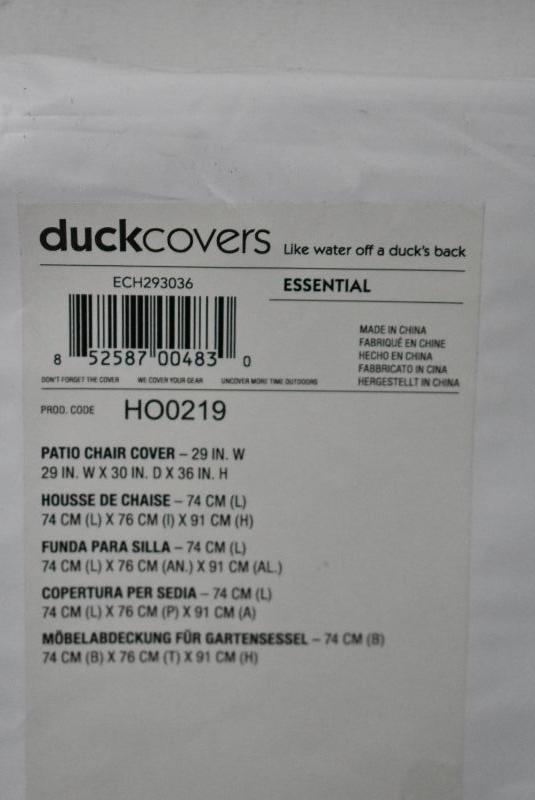 duckcovers Like water off a duck's back
ECH293036
ESSENTIAL
8 52587 00483 0
MADE IN CHINA
FABRIQUÉ EN CHINE
HECHO EN CHINA
FABBRICATO IN CINA
HERGESTELLT IN CHINA
DON'T FORGET THE COVER WE COVER YOUR GEAR UNCOVER MORE TIME OUTDOORS
PROD. CODE HO0219
PATIO CHAIR COVER – 29 IN. W
29 IN. W X 30 IN. D X 36 IN. H
HOUSSE DE CHAISE – 74 CM (L)
74 CM (L) X 76 CM (I) X 91 CM (H)
FUNDA PARA SILLA – 74 CM (L)
74 CM (L) X 76 CM (AN.) X 91 CM (AL.)
COPERTURA PER SEDIA – 74 CM (L)
74 CM (L) X 76 CM (P) X 91 CM (A)
MÖBELABDECKUNG FÜR GARTENSESSEL – 74 CM (B)
74 CM (B) X 76 CM (T) X 91 CM (H)